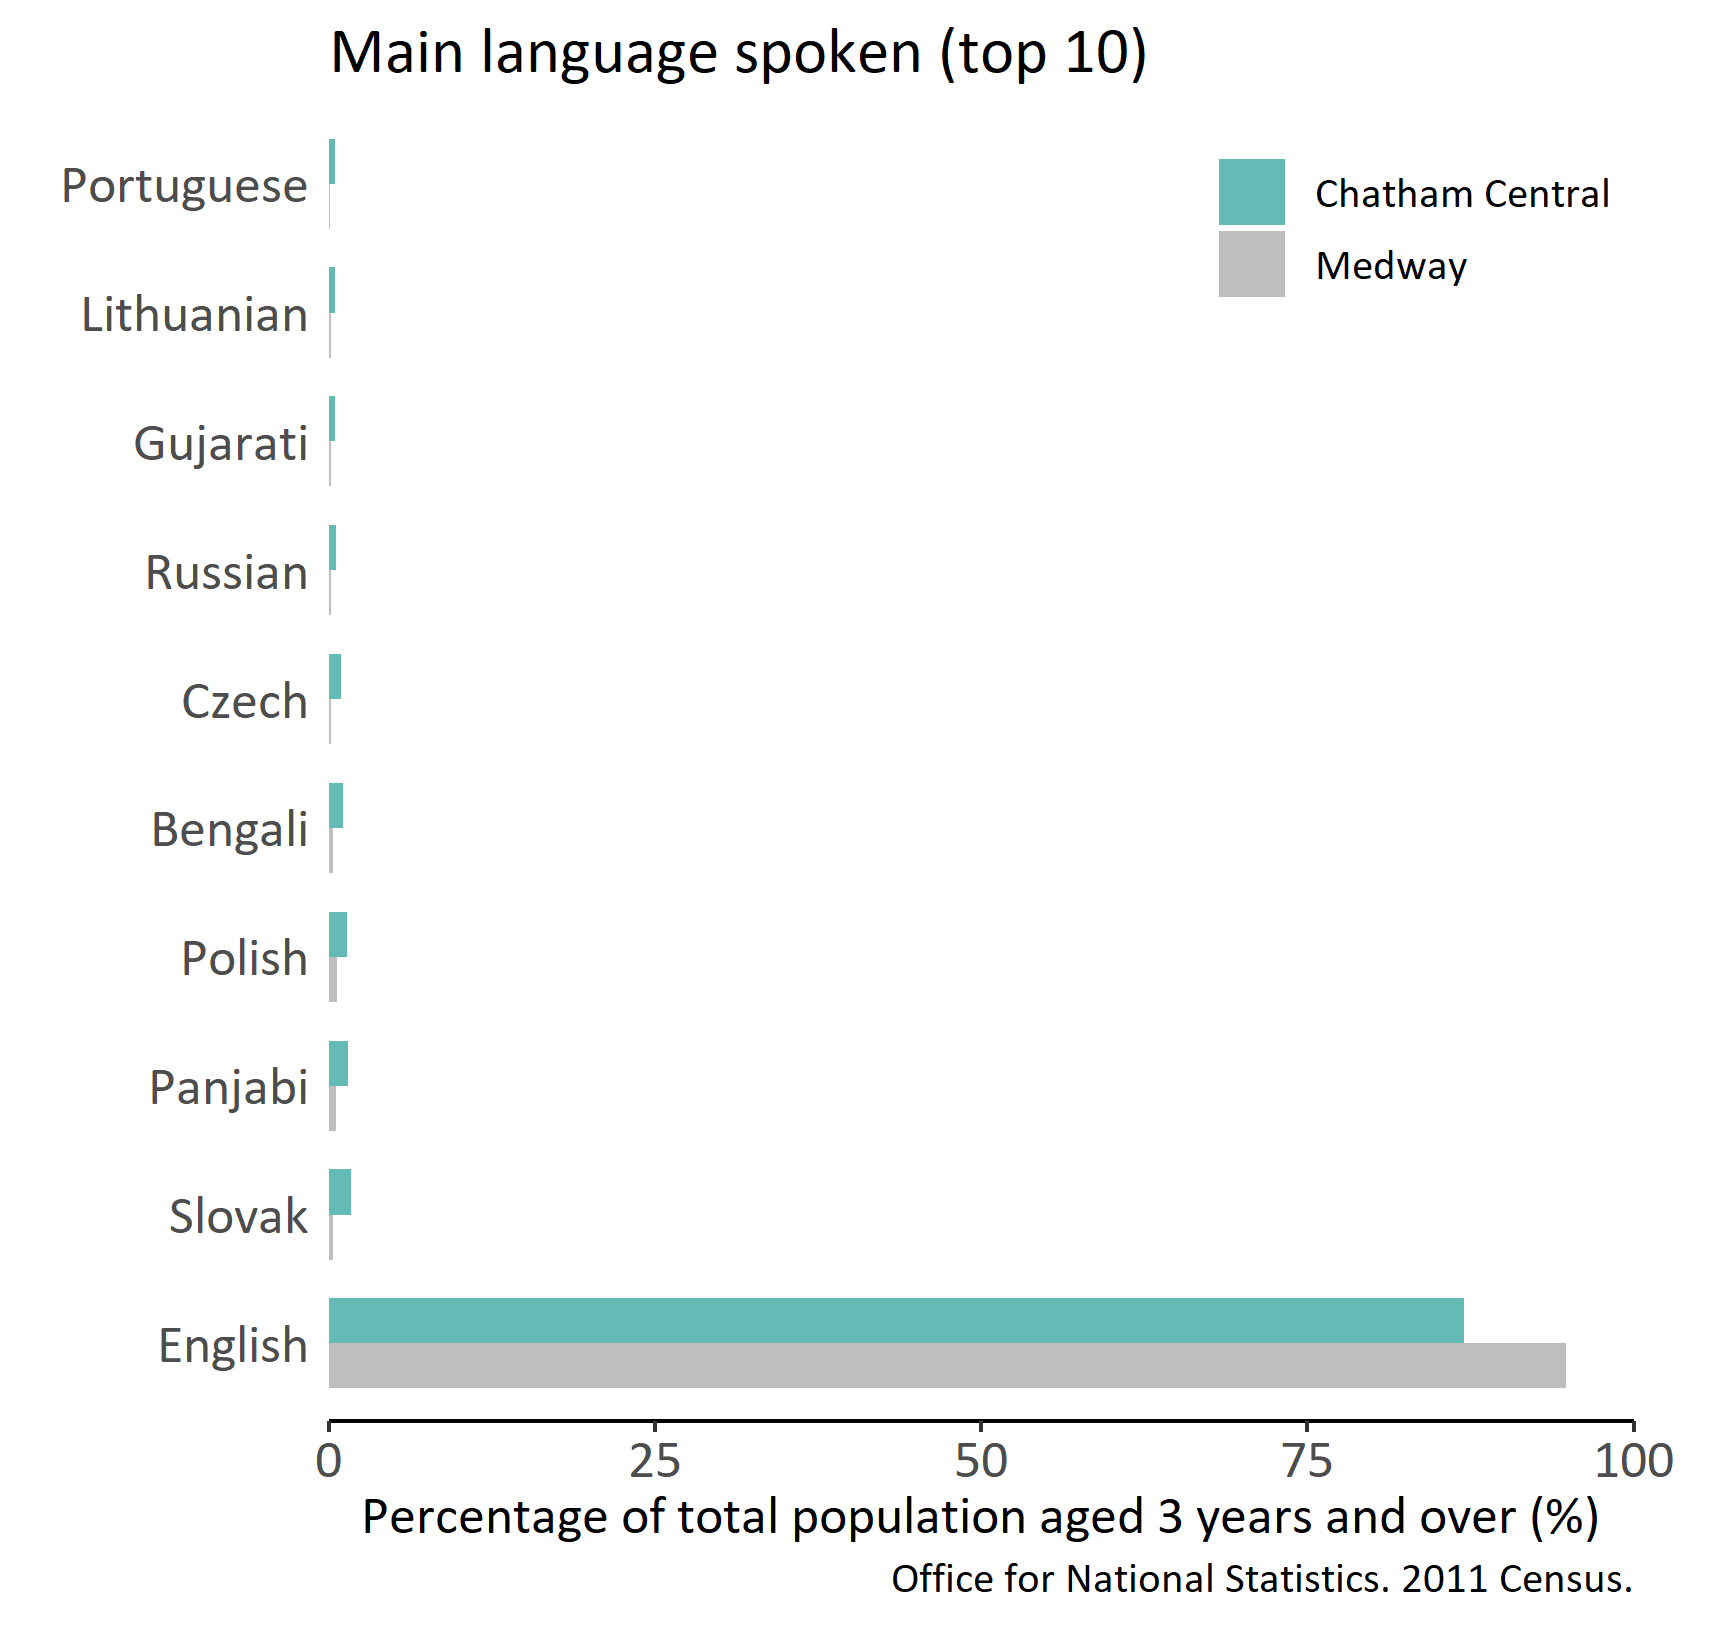 Main language spoken (top 10)
Portuguese
Lithuanian
Gujarati
Russian
Czech
Bengali
Polish
Panjabi
Slovak
English
Chatham Central
Medway
0 25 50 75 100
Percentage of total population aged 3 years and over (%)
Office for National Statistics. 2011 Census.